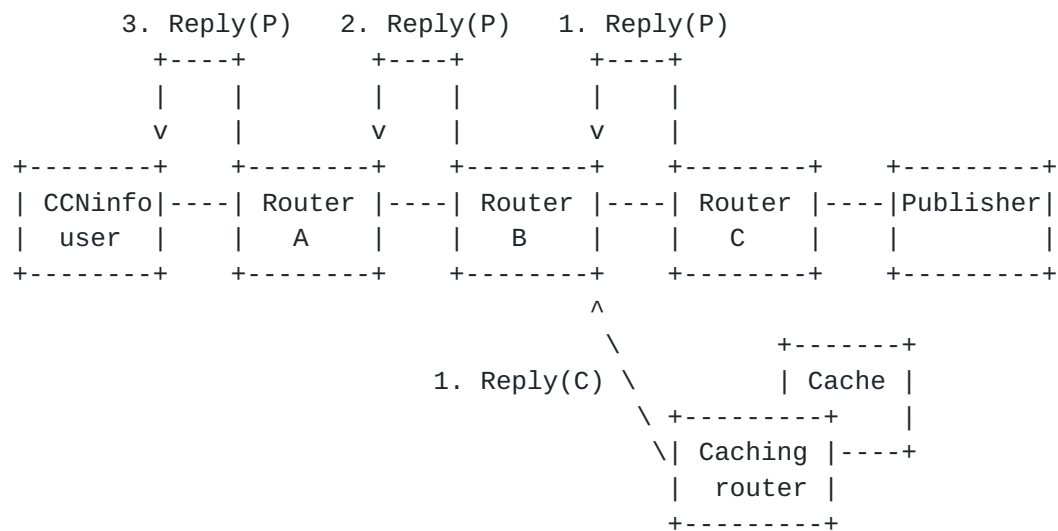 3. Reply(P) 2. Reply(P) 1. Reply(P)
CCNinfo Router Router Router Publisher
user A B C
Cache
1. Reply(C)
Caching
router